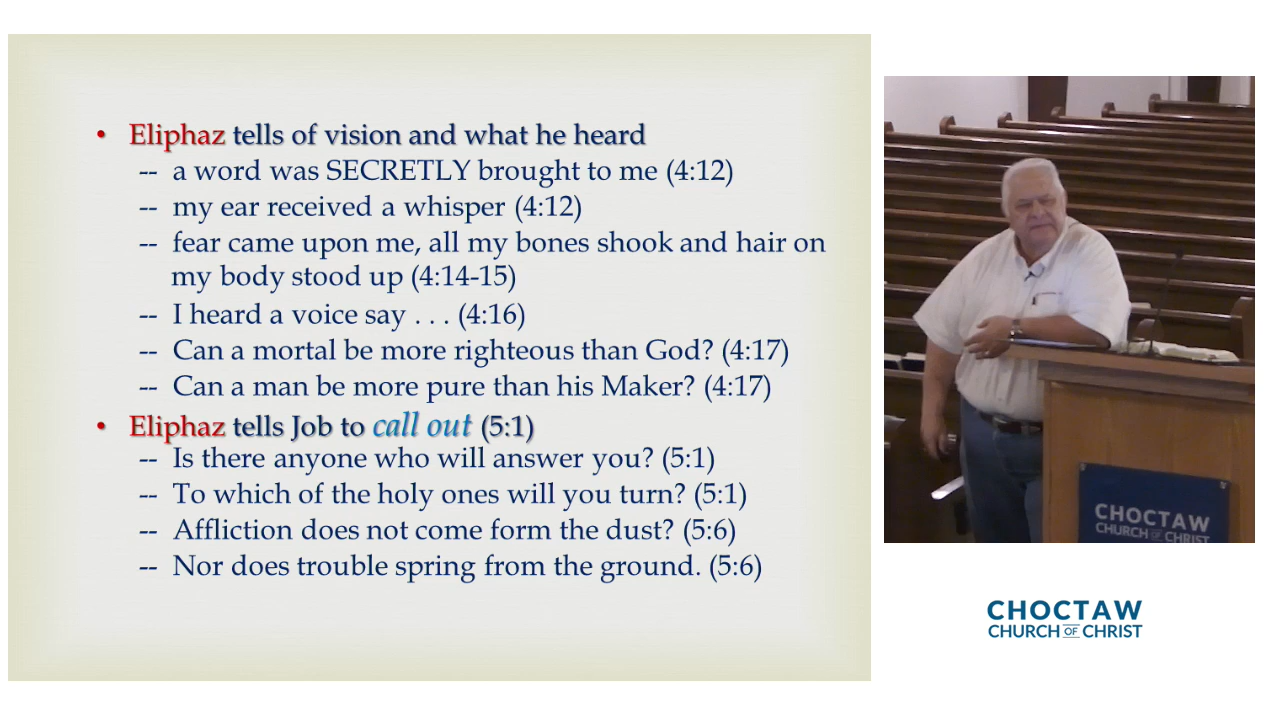 • Eliphaz tells of vision and what he heard
-- a word was SECRETLY brought to me (4:12)
-- my ear received a whisper (4:12)
-- fear came upon me, all my bones shook and hair on
my body stood up (4:14-15)
-- I heard a voice say . . . (4:16)
-- Can a mortal be more righteous than God? (4:17)
-- Can a man be more pure than his Maker? (4:17)
• Eliphaz tells Job to call out (5:1)
-- Is there anyone who will answer you? (5:1)
-- To which of the holy ones will you turn? (5:1)
-- Affliction does not come form the dust? (5:6)
-- Nor does trouble spring from the ground. (5:6)
CHOCTAW
CHURCH OF CHRIST
CHOCTAW
CHURCH OF CHRIST